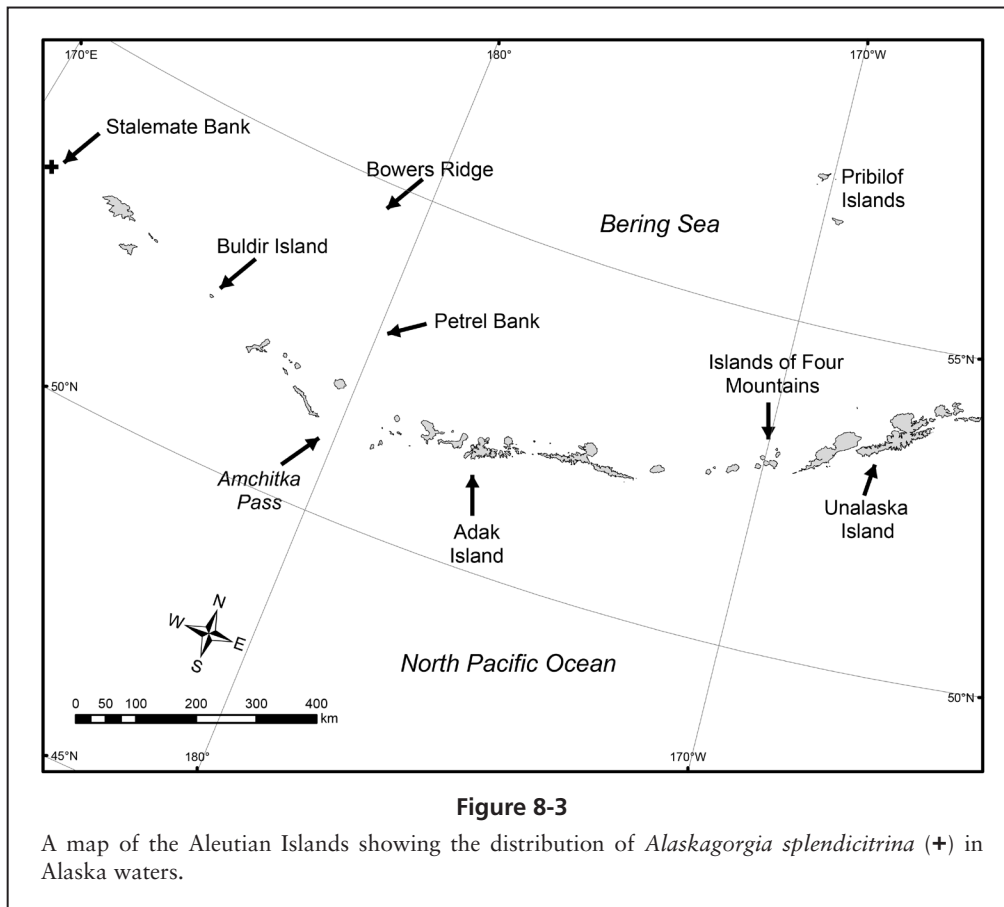 170°E
180°
170°W
Stalemate Bank
Bowers Ridge
Pribilof
Islands
Bering Sea
Buldir Island
Petrel Bank
Islands of Four
Mountains
55°N
50°N
Amchitka
Pass
Adak
Island
Unalaska
Island
N
W
E
S
North Pacific Ocean
50°N
0 50 100 200 300 400
km
45°N
180°
170°W
Figure 8-3
A map of the Aleutian Islands showing the distribution of Alaskagorgia splendicitrina (+) in
Alaska waters.